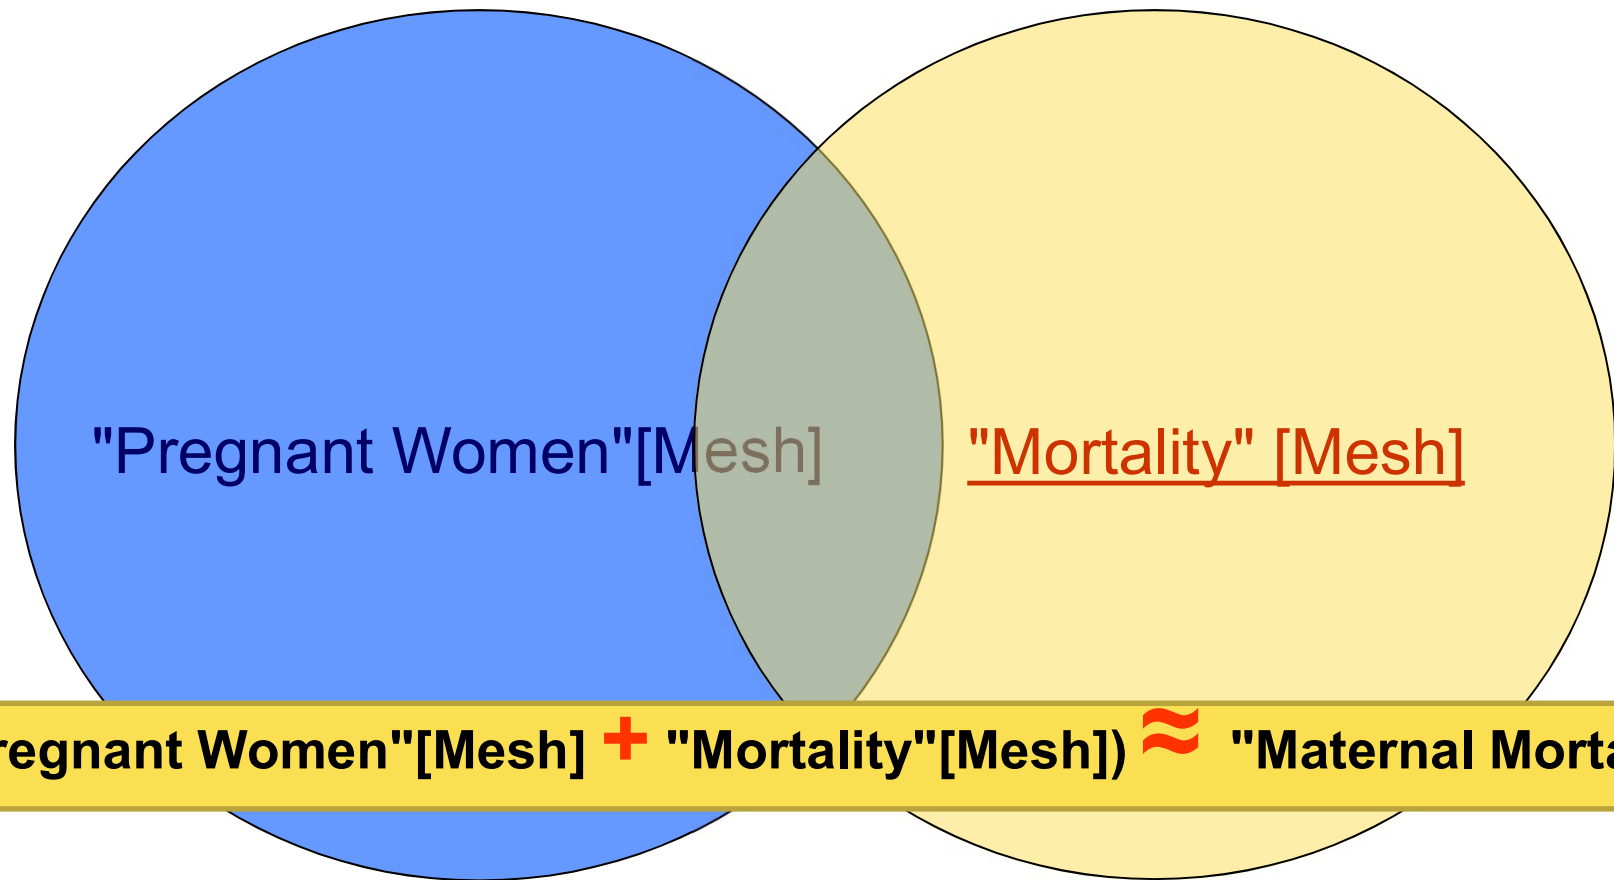 "Pregnant Women"[Mesh] "Mortality" [Mesh]
regnant Women"[Mesh] + "Mortality"[Mesh]) ≈ "Maternal Morta